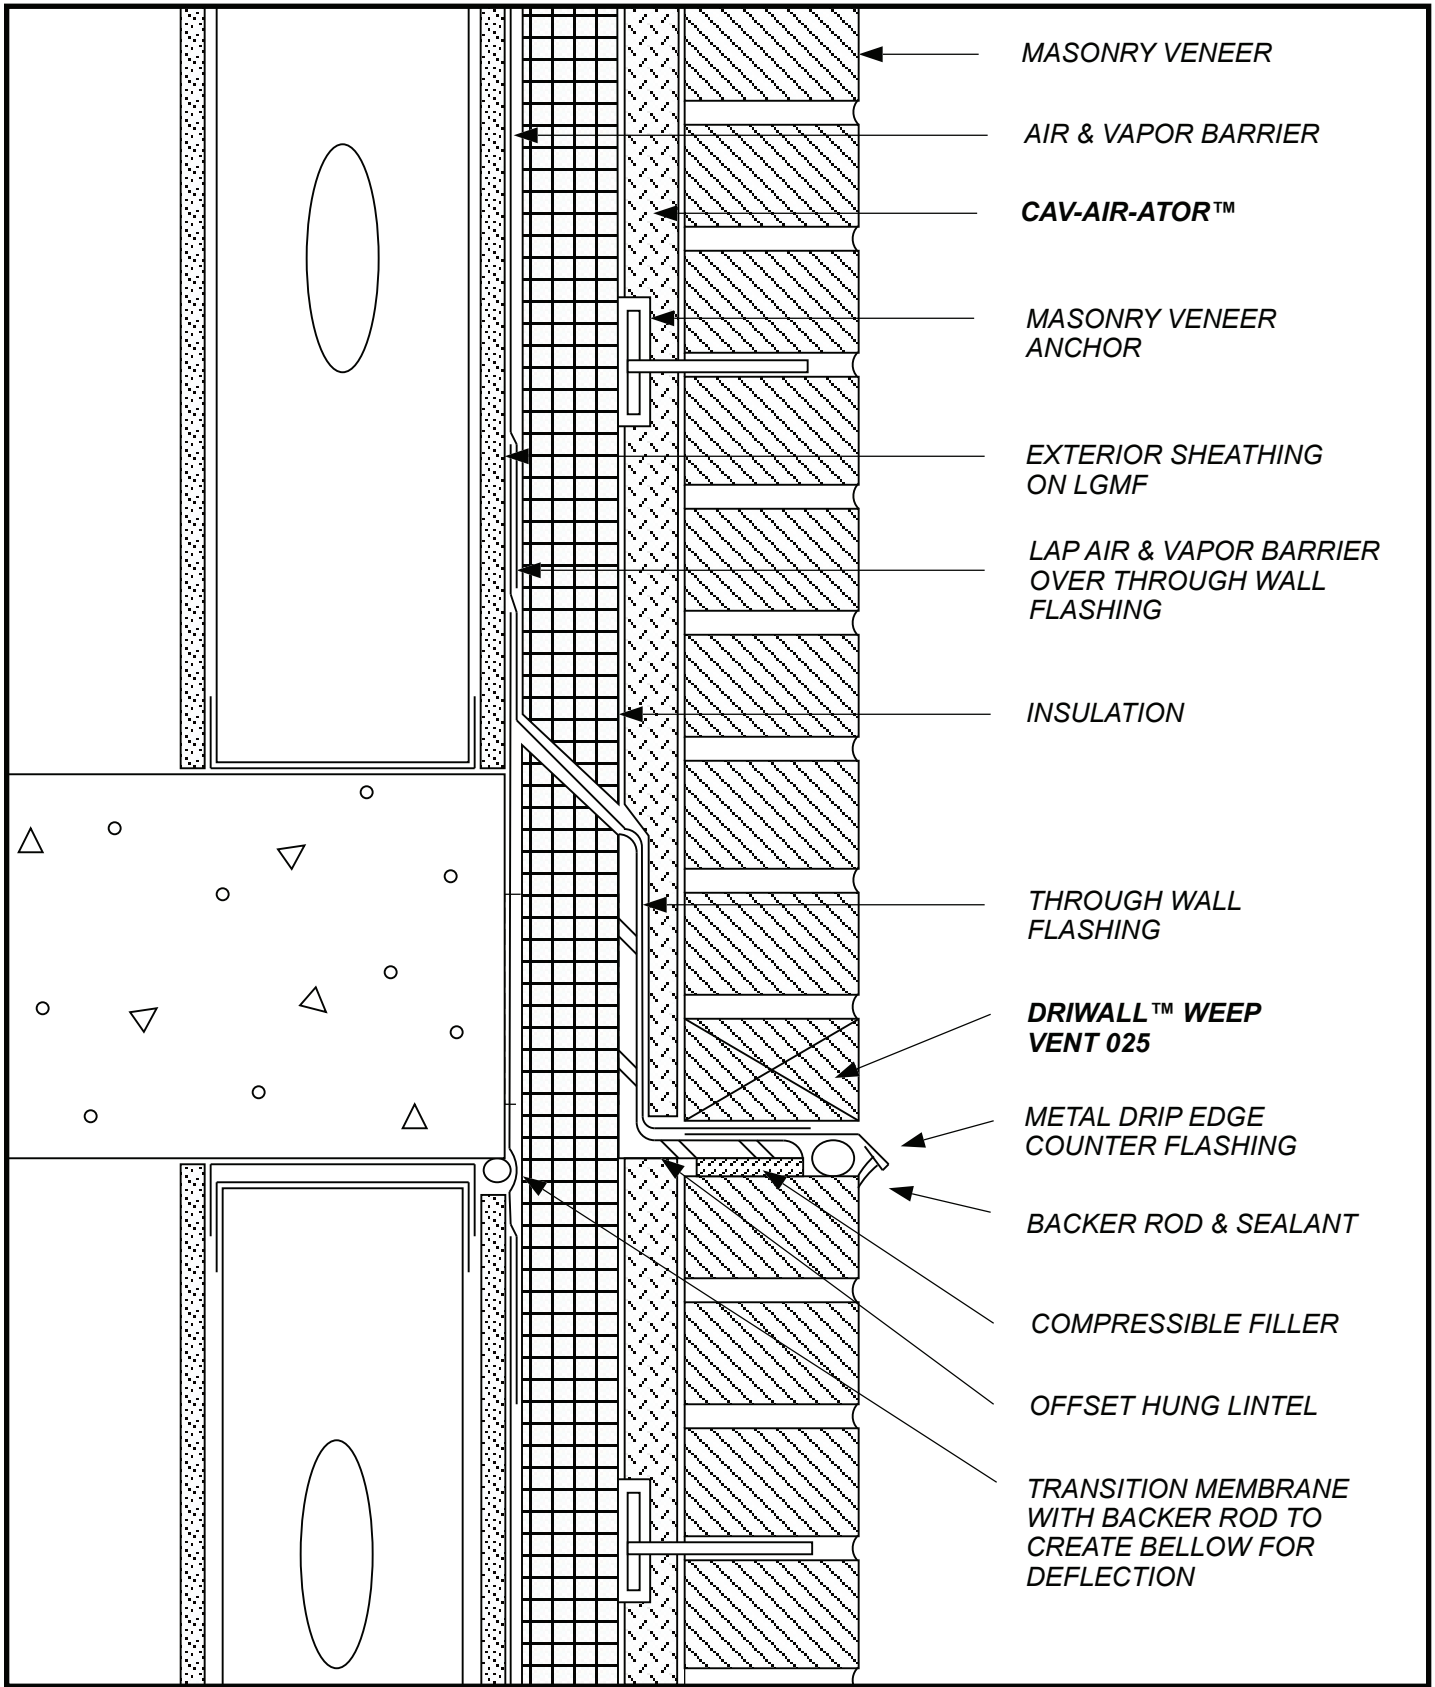 MASONRY VENEER
AIR & VAPOR BARRIER
CAV-AIR-ATOR™
MASONRY VENEER
ANCHOR
EXTERIOR SHEATHING
ON LGMF
LAP AIR & VAPOR BARRIER
OVER THROUGH WALL
FLASHING
INSULATION
THROUGH WALL
FLASHING
DRIWALL™ WEEP
VENT 025
METAL DRIP EDGE
COUNTER FLASHING
BACKER ROD & SEALANT
COMPRESSIBLE FILLER
OFFSET HUNG LINTEL
TRANSITION MEMBRANE
WITH BACKER ROD TO
CREATE BELLOW FOR
DEFLECTION